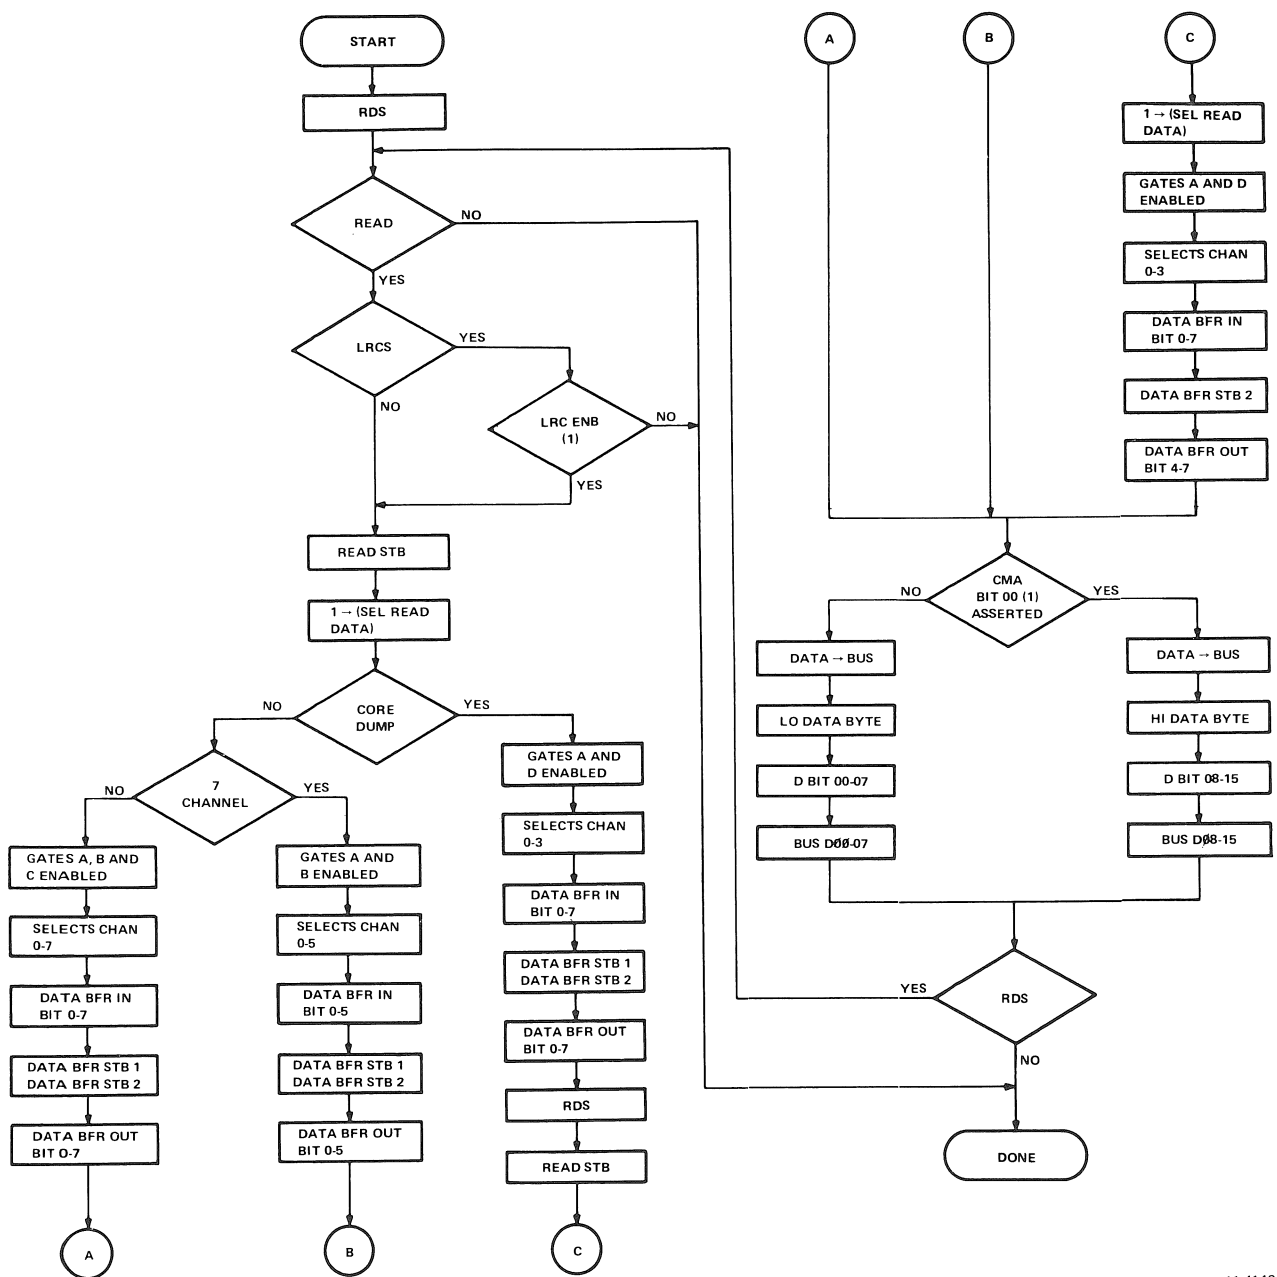 START
RDS
READ
NO
YES
LRCS
YES
NO
LRC ENB
(1)
NO
YES
READ STB
1 → (SEL READ
DATA)
CORE
DUMP
NO
YES
7
CHANNEL
NO
YES
GATES A, B AND
C ENABLED
SELECTS CHAN
0-7
DATA BFR IN
BIT 0-7
DATA BFR STB 1
DATA BFR STB 2
DATA BFR OUT
BIT 0-7
A
GATES A AND
B ENABLED
SELECTS CHAN
0-5
DATA BFR IN
BIT 0-5
DATA BFR STB 1
DATA BFR STB 2
DATA BFR OUT
BIT 0-5
B
GATES A AND
D ENABLED
SELECTS CHAN
0-3
DATA BFR IN
BIT 0-7
DATA BFR STB 1
DATA BFR STB 2
DATA BFR OUT
BIT 0-7
RDS
READ STB
C
A
B
C
1 → (SEL READ
DATA)
GATES A AND D
ENABLED
SELECTS CHAN
0-3
DATA BFR IN
BIT 0-7
DATA BFR STB 2
DATA BFR OUT
BIT 4-7
CMA
BIT 00 (1)
ASSERTED
NO
YES
DATA → BUS
LO DATA BYTE
D BIT 00-07
BUS D00-07
DATA → BUS
HI DATA BYTE
D BIT 08-15
BUS D08-15
RDS
YES
NO
DONE